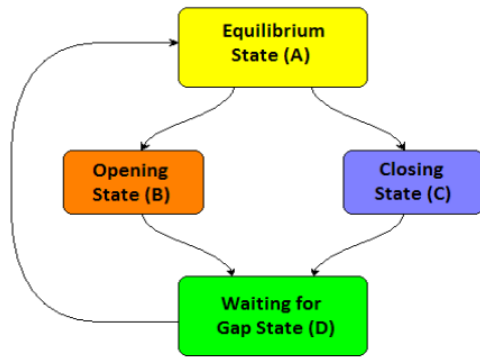 Equilibrium
State (A)
Opening
State (B)
Closing
State (C)
Waiting for
Gap State (D)